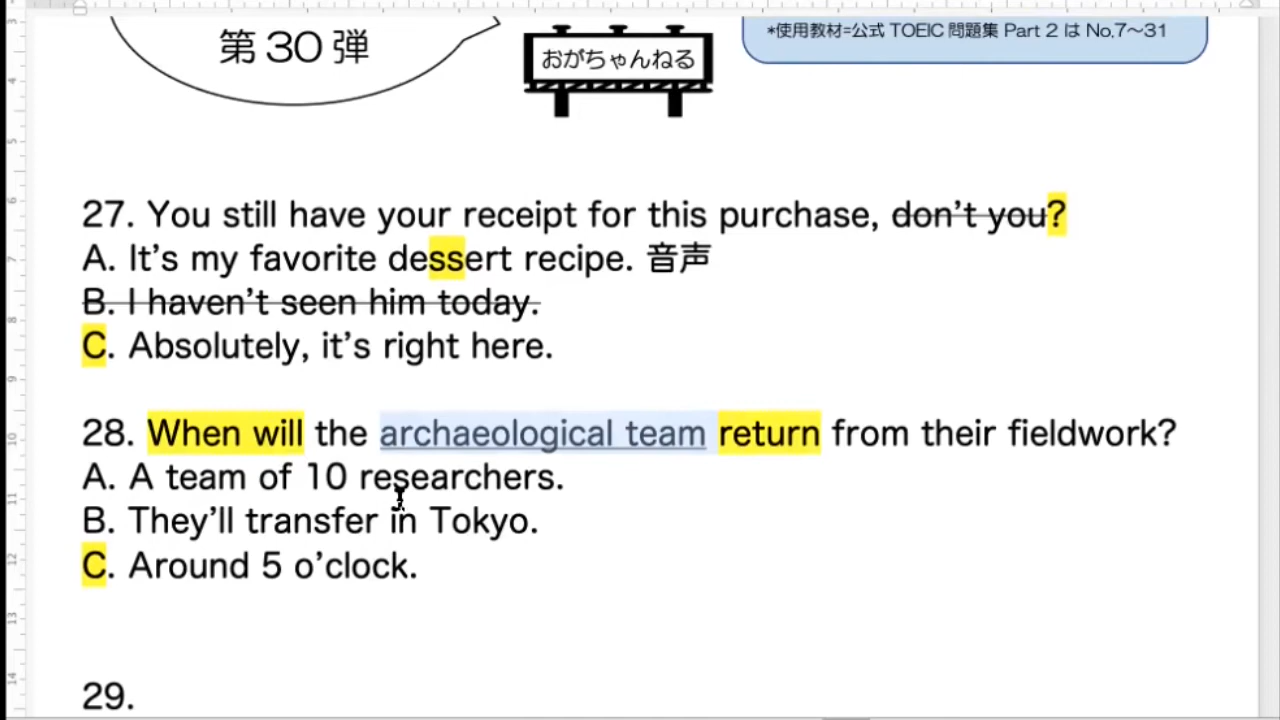 第30弾
おがちゃんねる
*使用教材=公式 TOEIC 問題集 Part 2 は No.7～31
27. You still have your receipt for this purchase, don't you?
A. It's my favorite dessert recipe. 音声
B. I haven't seen him today.
C. Absolutely, it's right here.
28. When will the archaeological team return from their fieldwork?
A. A team of 10 researchers.
B. They'll transfer in Tokyo.
C. Around 5 o'clock.
29.